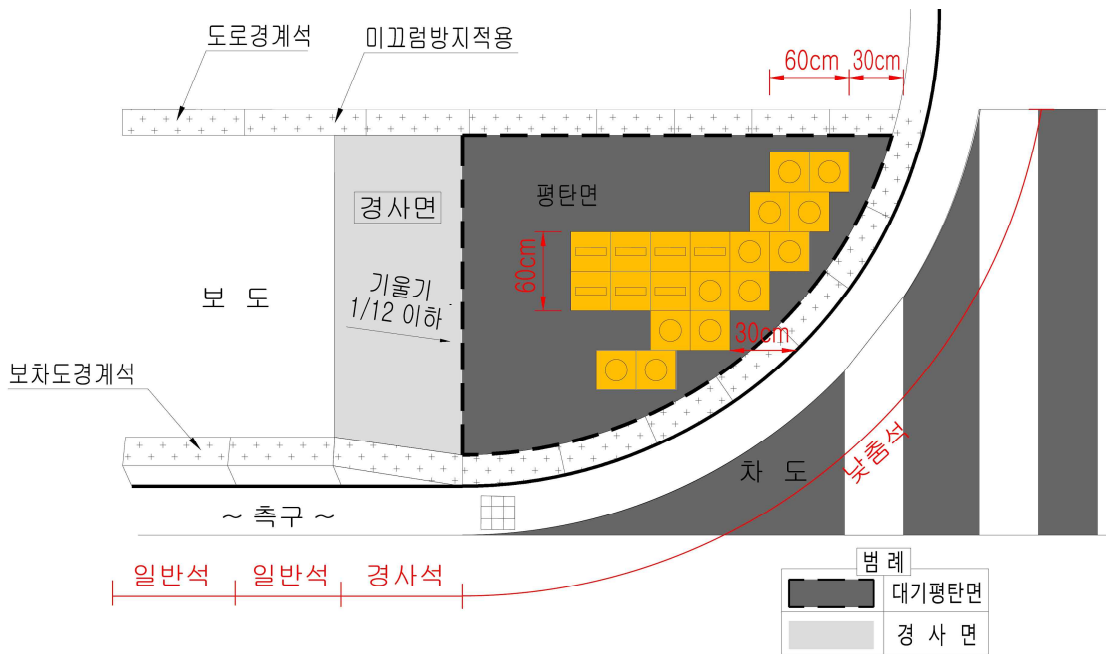 도로경계석
미끄럼방지적용
60cm
30cm
경사면
평탄면
60cm
보 도
기울기
1/12 이하
30cm
보차도경계석
차 도
낮춤석
~ 측구 ~
일반석
일반석
경사석
범 례
대기평탄면
경 사 면